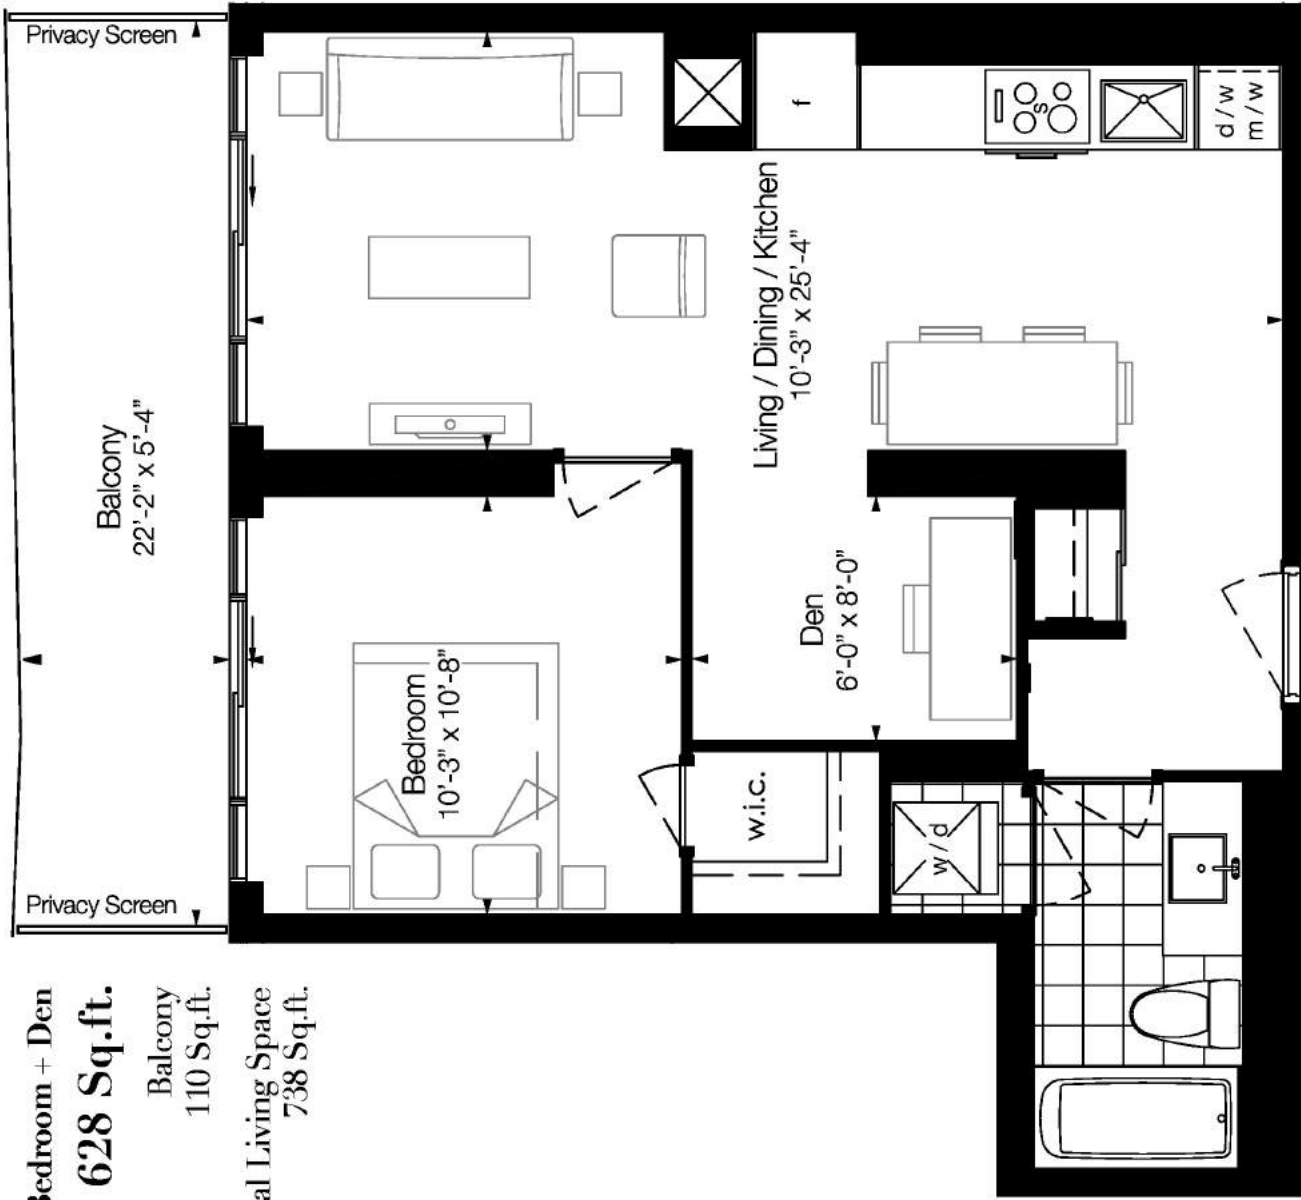 Bedroom + Den
628 Sq.ft.
Balcony
110 Sq.ft.
Living Space
738 Sq.ft.
Privacy Screen
Balcony
22'-2" x 5'-4"
Privacy Screen
Bedroom
10'-3" x 10'-8"
w.i.c.
w / d
Den
6'-0" x 8'-0"
Living / Dining / Kitchen
10'-3" x 25'-4"
f
s
d / w
m / w